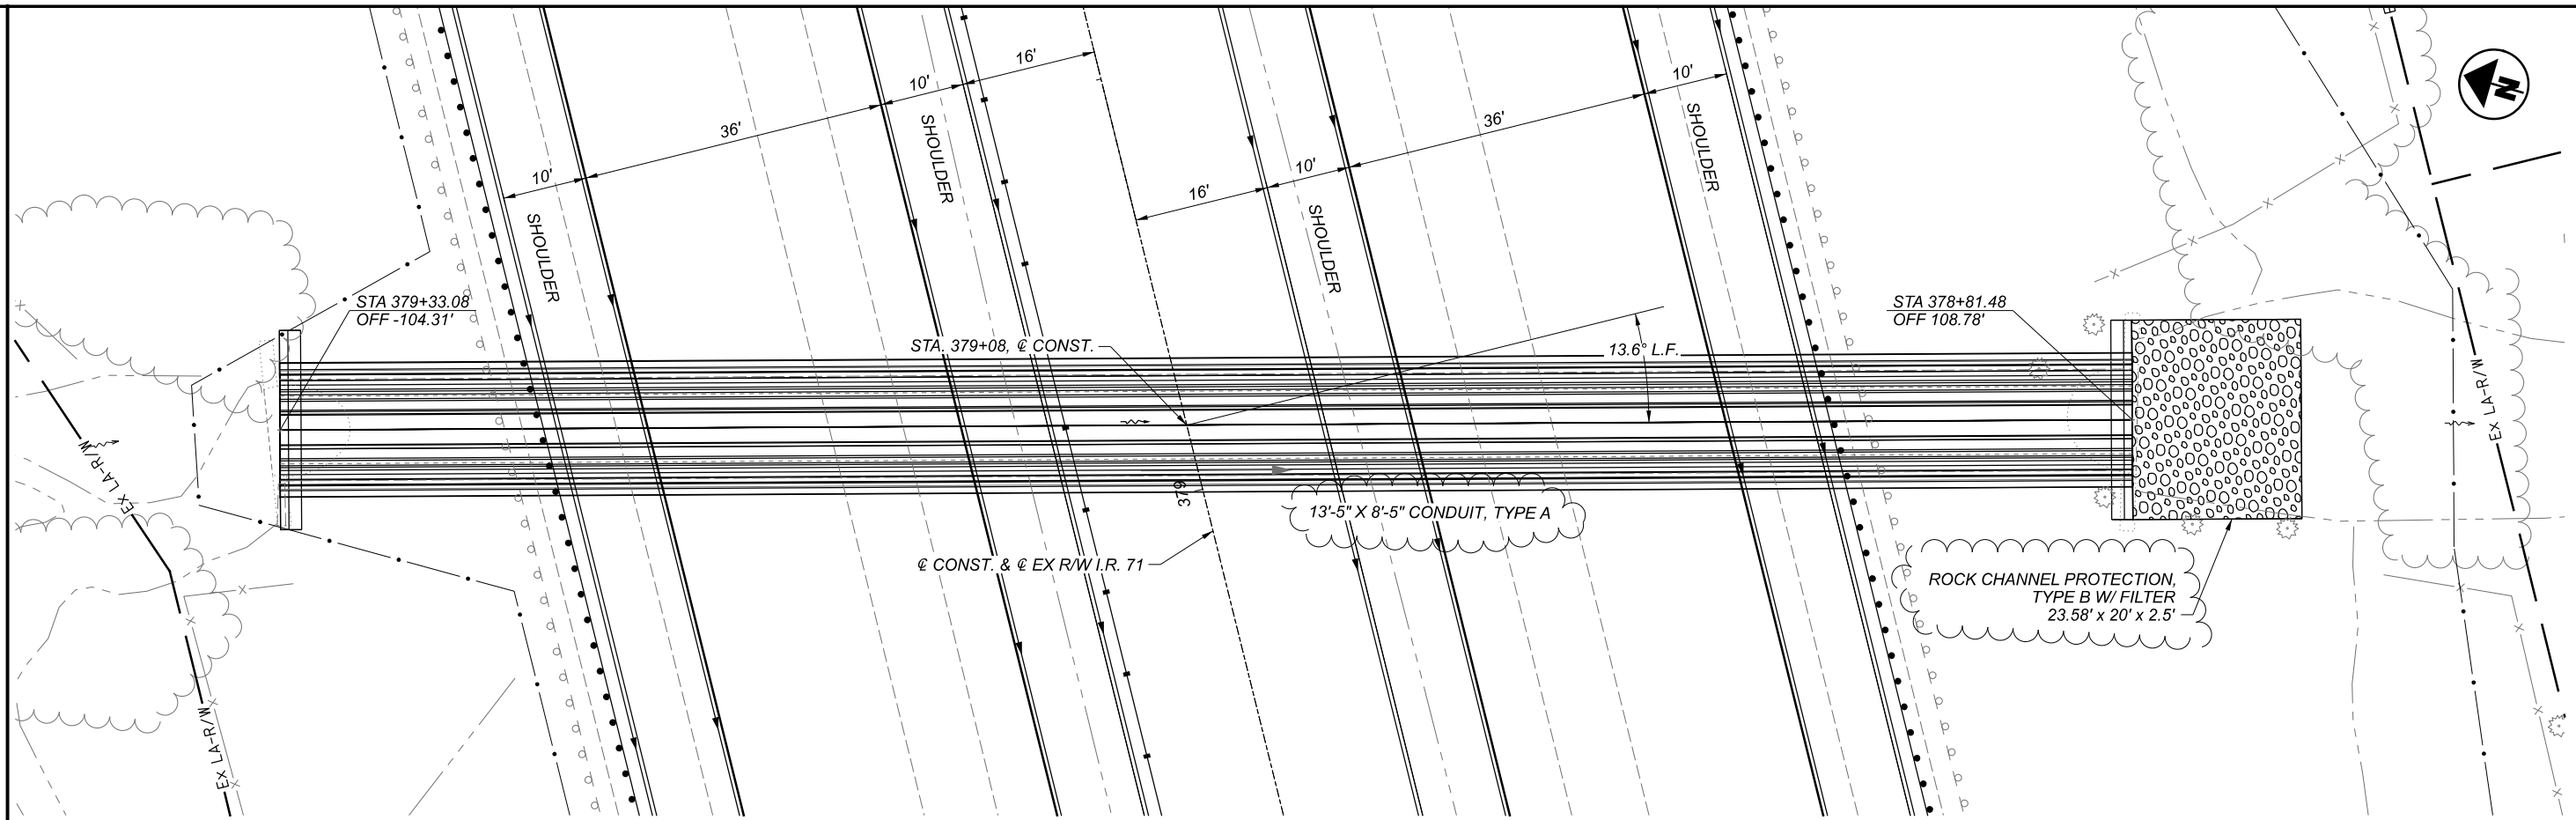 16'
10'
36'
10'
SHOULDER
SHOULDER
10'
36'
10'
16'
SHOULDER
SHOULDER
N
STA 379+33.08
OFF -104.31'
STA. 379+08, ℄ CONST.
13.6° L.F.
STA 378+81.48
OFF 108.78'
Ex LA-R/W
Ex LA-R/W
379
13'-5" X 8'-5" CONDUIT, TYPE A
℄ CONST. & ℄ EX R/W I.R. 71
ROCK CHANNEL PROTECTION,
TYPE B W/ FILTER
23.58' x 20' x 2.5'
Ex LA-R/W